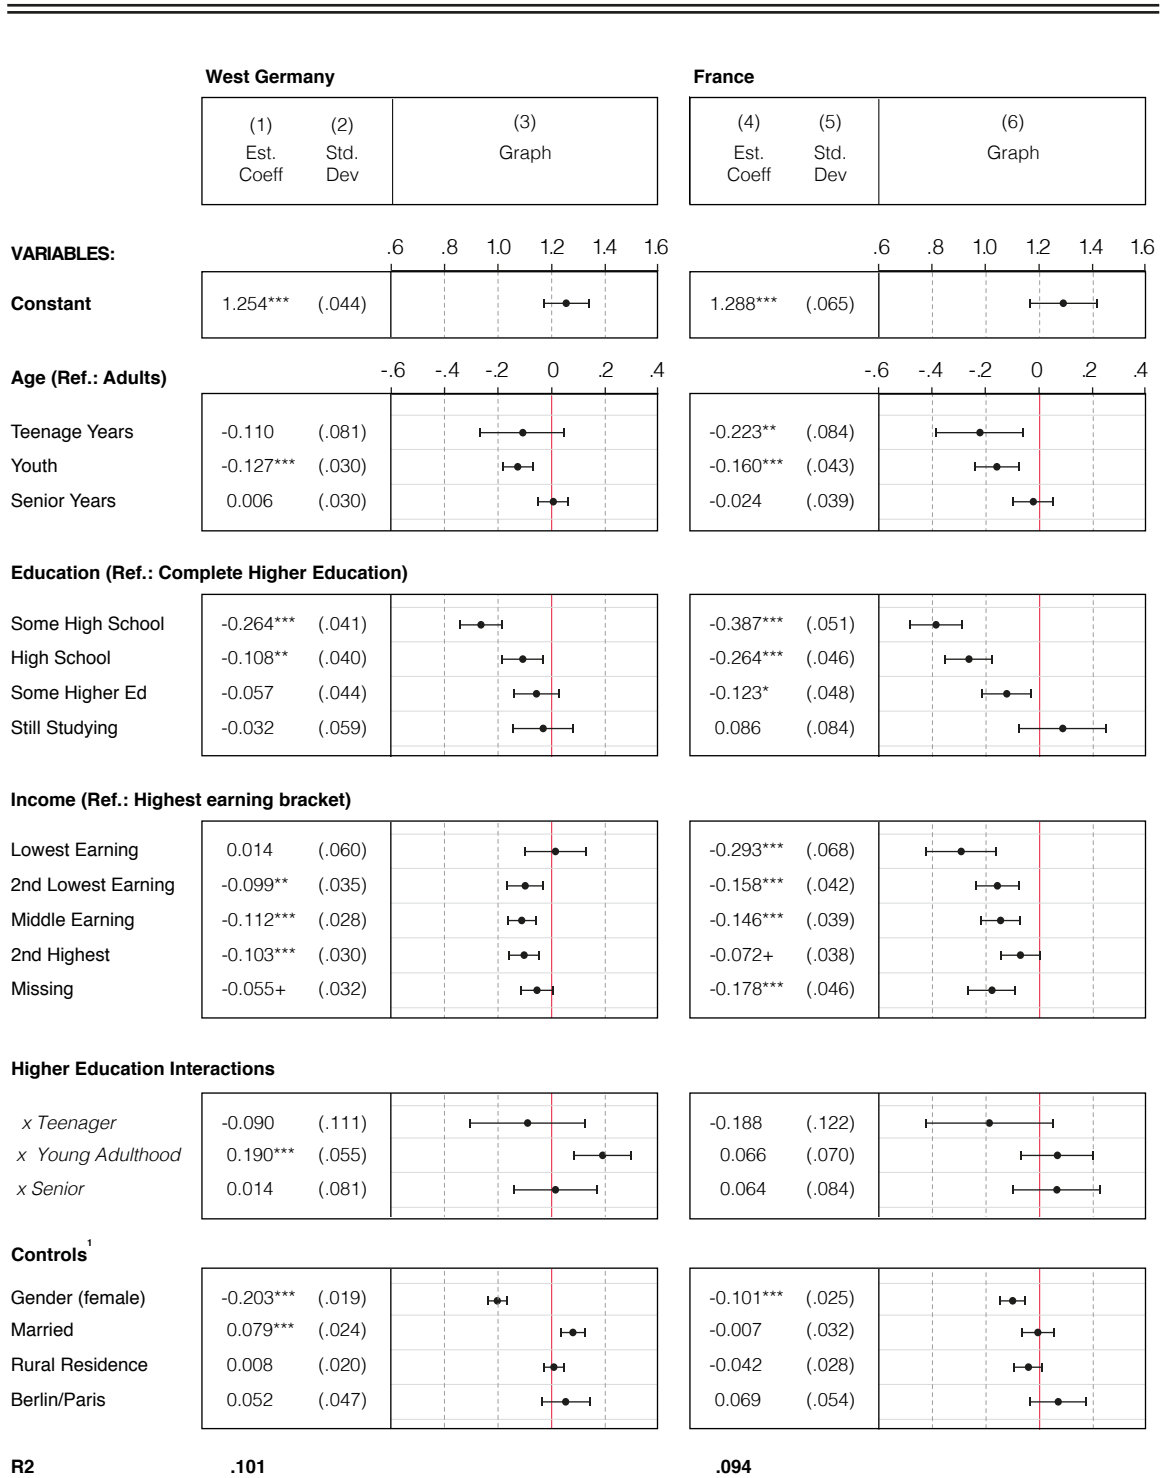 West Germany France
(1) (2) (3) (4) (5) (6)
Est. Std. Graph Est. Std. Graph
Coeff Dev Coeff Dev
VARIABLES: .6 .8 1.0 1.2 1.4 1.6 .6 .8 1.0 1.2 1.4 1.6
Constant 1.254*** (.044) 1.288*** (.065)
Age (Ref.: Adults) -.6 -.4 -.2 0 .2 .4 -.6 -.4 -.2 0 .2 .4
Teenage Years -0.110 (.081) -0.223** (.084)
Youth -0.127*** (.030) -0.160*** (.043)
Senior Years 0.006 (.030) -0.024 (.039)
Education (Ref.: Complete Higher Education)
Some High School -0.264*** (.041) -0.387*** (.051)
High School -0.108** (.040) -0.264*** (.046)
Some Higher Ed -0.057 (.044) -0.123* (.048)
Still Studying -0.032 (.059) 0.086 (.084)
Income (Ref.: Highest earning bracket)
Lowest Earning 0.014 (.060) -0.293*** (.068)
2nd Lowest Earning -0.099** (.035) -0.158*** (.042)
Middle Earning -0.112*** (.028) -0.146*** (.039)
2nd Highest -0.103*** (.030) -0.072+ (.038)
Missing -0.055+ (.032) -0.178*** (.046)
Higher Education Interactions
x Teenager -0.090 (.111) -0.188 (.122)
x Young Adulthood 0.190*** (.055) 0.066 (.070)
x Senior 0.014 (.081) 0.064 (.084)
Controls¹
Gender (female) -0.203*** (.019) -0.101*** (.025)
Married 0.079*** (.024) -0.007 (.032)
Rural Residence 0.008 (.020) -0.042 (.028)
Berlin/Paris 0.052 (.047) 0.069 (.054)
R2 .101 .094